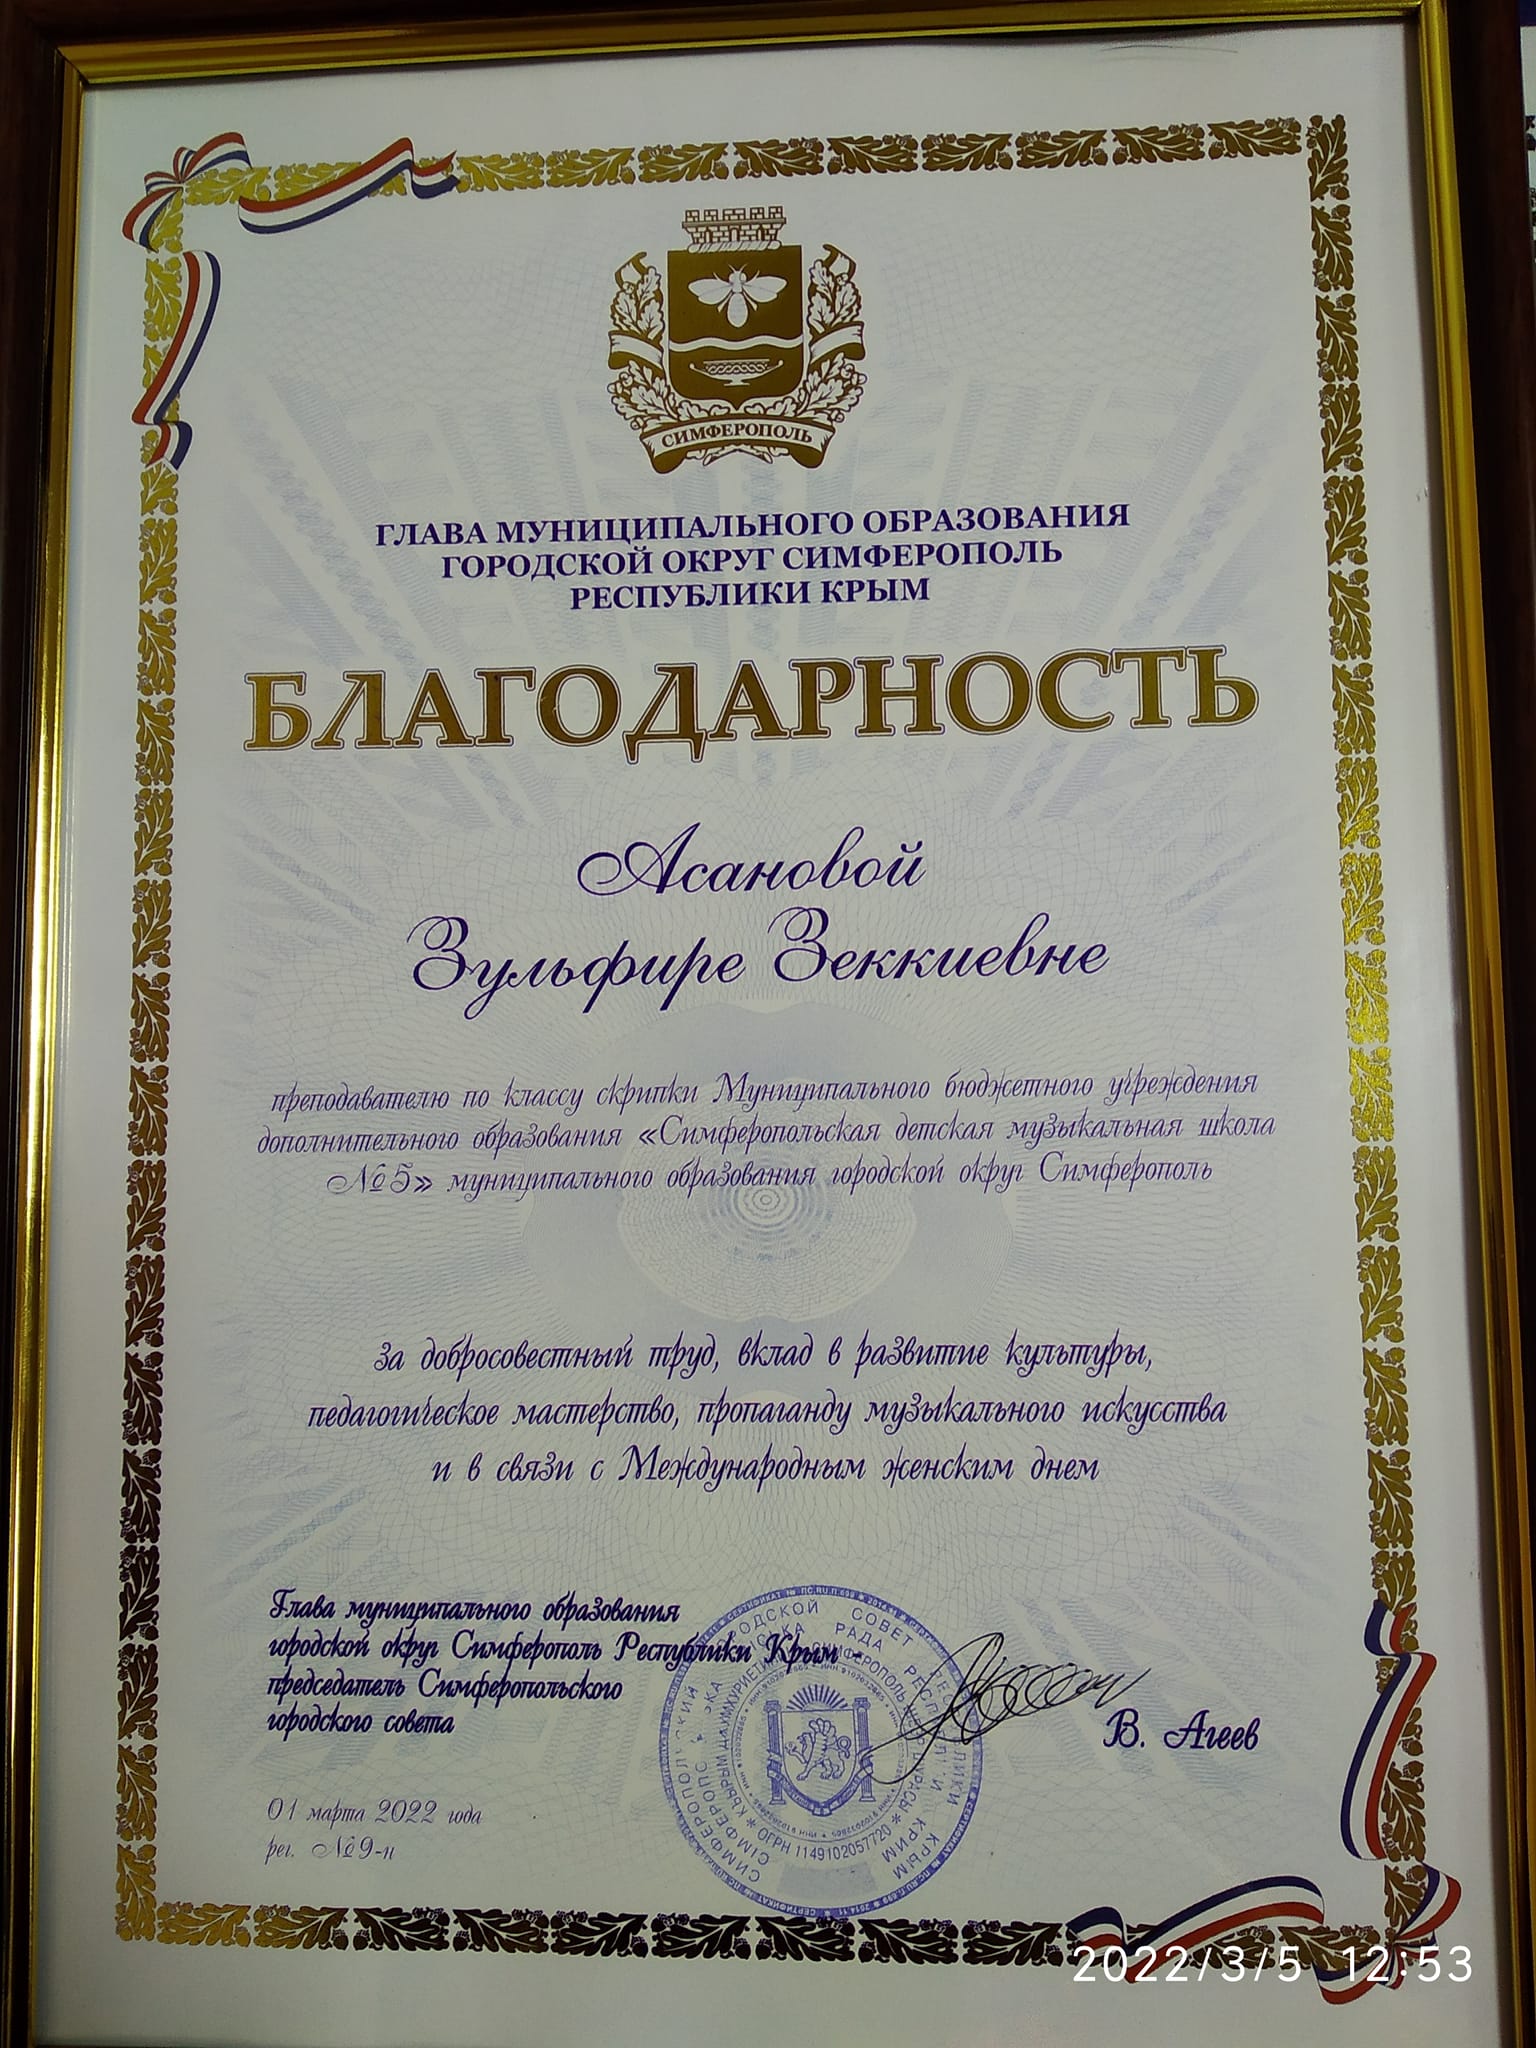 СИМФЕРОПОЛЬ
ГЛАВА МУНИЦИПАЛЬНОГО ОБРАЗОВАНИЯ
ГОРОДСКОЙ ОКРУГ СИМФЕРОПОЛЬ
РЕСПУБЛИКИ КРЫМ
БЛАГОДАРНОСТЬ
Асановой
Зульфире Зеккиевне
преподавателю по классу скрипки Муниципального бюджетного учреждения
дополнительного образования «Симферопольская детская музыкальная школа
№5» муниципального образования городской округ Симферополь
за добросовестный труд, вклад в развитие культуры,
педагогическое мастерство, пропаганду музыкального искусства
и в связи с Международным женским днем
Глава муниципального образования
городской округ Симферополь Республики Крым -
председатель Симферопольского
городского совета
В. Агеев
ОГРН 1149102057720
01 марта 2022 года
рег. №9-н
2022/3/5 12:53